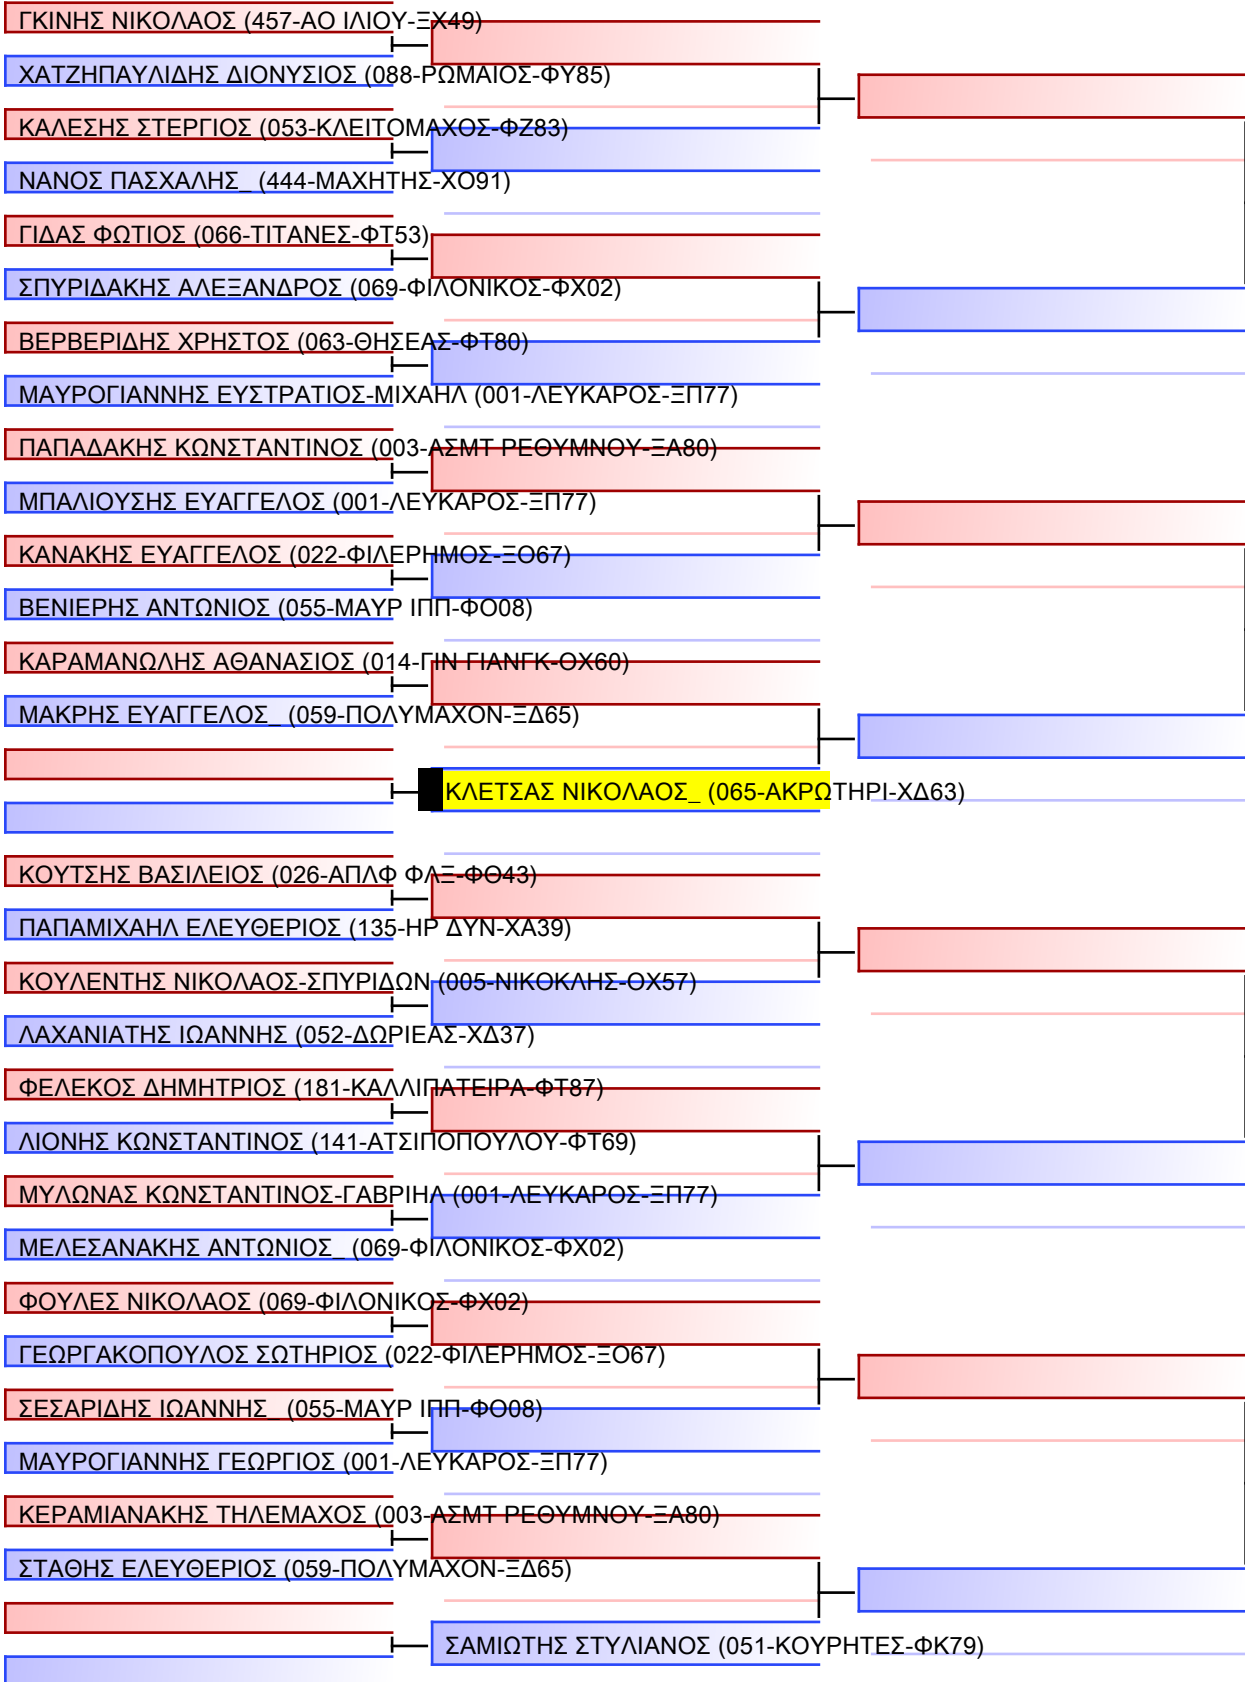 ΓΚΙΝΗΣ ΝΙΚΟΛΑΟΣ (457-ΑΟ ΙΛΙΟΥ-ΞΧ49)
ΧΑΤΖΗΠΑΥΛΙΔΗΣ ΔΙΟΝΥΣΙΟΣ (088-ΡΩΜΑΙΟΣ-ΦΥ85)
ΚΑΛΕΣΗΣ ΣΤΕΡΓΙΟΣ (053-ΚΛΕΙΤΟΜΑΧΟΣ-ΦΖ83)
ΝΑΝΟΣ ΠΑΣΧΑΛΗΣ_ (444-ΜΑΧΗΤΗΣ-ΧΟ91)
ΓΙΔΑΣ ΦΩΤΙΟΣ (066-ΤΙΤΑΝΕΣ-ΦΤ53)
ΣΠΥΡΙΔΑΚΗΣ ΑΛΕΞΑΝΔΡΟΣ (069-ΦΙΛΟΝΙΚΟΣ-ΦΧ02)
ΒΕΡΒΕΡΙΔΗΣ ΧΡΗΣΤΟΣ (063-ΘΗΣΕΑΣ-ΦΤ80)
ΜΑΥΡΟΓΙΑΝΝΗΣ ΕΥΣΤΡΑΤΙΟΣ-ΜΙΧΑΗΛ (001-ΛΕΥΚΑΡΟΣ-ΞΠ77)
ΠΑΠΑΔΑΚΗΣ ΚΩΝΣΤΑΝΤΙΝΟΣ (003-ΑΣΜΤ ΡΕΘΥΜΝΟΥ-ΞΑ80)
ΜΠΑΛΙΟΥΣΗΣ ΕΥΑΓΓΕΛΟΣ (001-ΛΕΥΚΑΡΟΣ-ΞΠ77)
ΚΑΝΑΚΗΣ ΕΥΑΓΓΕΛΟΣ (022-ΦΙΛΕΡΗΜΟΣ-ΞΟ67)
ΒΕΝΙΕΡΗΣ ΑΝΤΩΝΙΟΣ (055-ΜΑΥΡ ΙΠΠ-ΦΟ08)
ΚΑΡΑΜΑΝΩΛΗΣ ΑΘΑΝΑΣΙΟΣ (014-ΓΙΝ ΓΙΑΝΓΚ-ΟΧ60)
ΜΑΚΡΗΣ ΕΥΑΓΓΕΛΟΣ_ (059-ΠΟΛΥΜΑΧΟΝ-ΞΔ65)
ΚΛΕΤΣΑΣ ΝΙΚΟΛΑΟΣ_ (065-ΑΚΡΩΤΗΡΙ-ΧΔ63)
ΚΟΥΤΣΗΣ ΒΑΣΙΛΕΙΟΣ (026-ΑΠΛΦ ΦΛΞ-ΦΘ43)
ΠΑΠΑΜΙΧΑΗΛ ΕΛΕΥΘΕΡΙΟΣ (135-ΗΡ ΔΥΝ-ΧΑ39)
ΚΟΥΛΕΝΤΗΣ ΝΙΚΟΛΑΟΣ-ΣΠΥΡΙΔΩΝ (005-ΝΙΚΟΚΛΗΣ-ΟΧ57)
ΛΑΧΑΝΙΑΤΗΣ ΙΩΑΝΝΗΣ (052-ΔΩΡΙΕΑΣ-ΧΔ37)
ΦΕΛΕΚΟΣ ΔΗΜΗΤΡΙΟΣ (181-ΚΑΛΛΙΠΑΤΕΙΡΑ-ΦΤ87)
ΛΙΟΝΗΣ ΚΩΝΣΤΑΝΤΙΝΟΣ (141-ΑΤΣΙΠΟΠΟΥΛΟΥ-ΦΤ69)
ΜΥΛΩΝΑΣ ΚΩΝΣΤΑΝΤΙΝΟΣ-ΓΑΒΡΙΗΛ (001-ΛΕΥΚΑΡΟΣ-ΞΠ77)
ΜΕΛΕΣΑΝΑΚΗΣ ΑΝΤΩΝΙΟΣ_ (069-ΦΙΛΟΝΙΚΟΣ-ΦΧ02)
ΦΟΥΛΕΣ ΝΙΚΟΛΑΟΣ (069-ΦΙΛΟΝΙΚΟΣ-ΦΧ02)
ΓΕΩΡΓΑΚΟΠΟΥΛΟΣ ΣΩΤΗΡΙΟΣ (022-ΦΙΛΕΡΗΜΟΣ-ΞΟ67)
ΣΕΣΑΡΙΔΗΣ ΙΩΑΝΝΗΣ_ (055-ΜΑΥΡ ΙΠΠ-ΦΟ08)
ΜΑΥΡΟΓΙΑΝΝΗΣ ΓΕΩΡΓΙΟΣ (001-ΛΕΥΚΑΡΟΣ-ΞΠ77)
ΚΕΡΑΜΙΑΝΑΚΗΣ ΤΗΛΕΜΑΧΟΣ (003-ΑΣΜΤ ΡΕΘΥΜΝΟΥ-ΞΑ80)
ΣΤΑΘΗΣ ΕΛΕΥΘΕΡΙΟΣ (059-ΠΟΛΥΜΑΧΟΝ-ΞΔ65)
ΣΑΜΙΩΤΗΣ ΣΤΥΛΙΑΝΟΣ (051-ΚΟΥΡΗΤΕΣ-ΦΚ79)